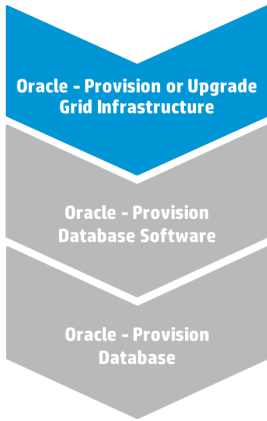 Oracle - Provision or Upgrade
Grid Infrastructure
Oracle - Provision
Database Software
Oracle - Provision
Database